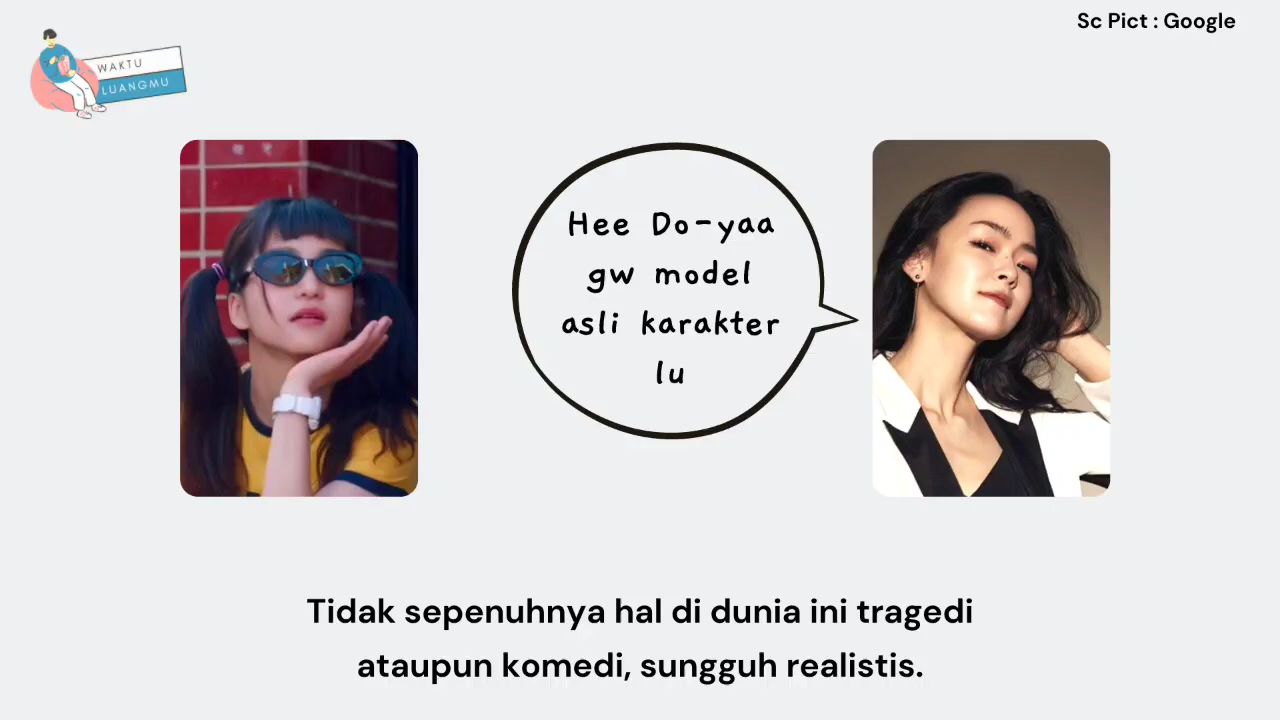 Sc Pict : Google
WAKTU
LUANGMU
Hee Do-yaa
gw model
asli karakter
lu
Tidak sepenuhnya hal di dunia ini tragedi
ataupun komedi, sungguh realistis.